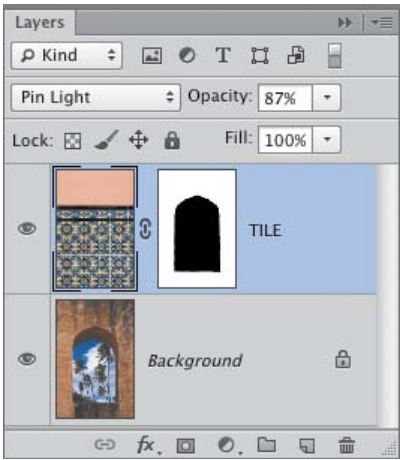 Layers
Kind
Pin Light Opacity: 87%
Lock: Fill: 100%
TILE
Background
fx.